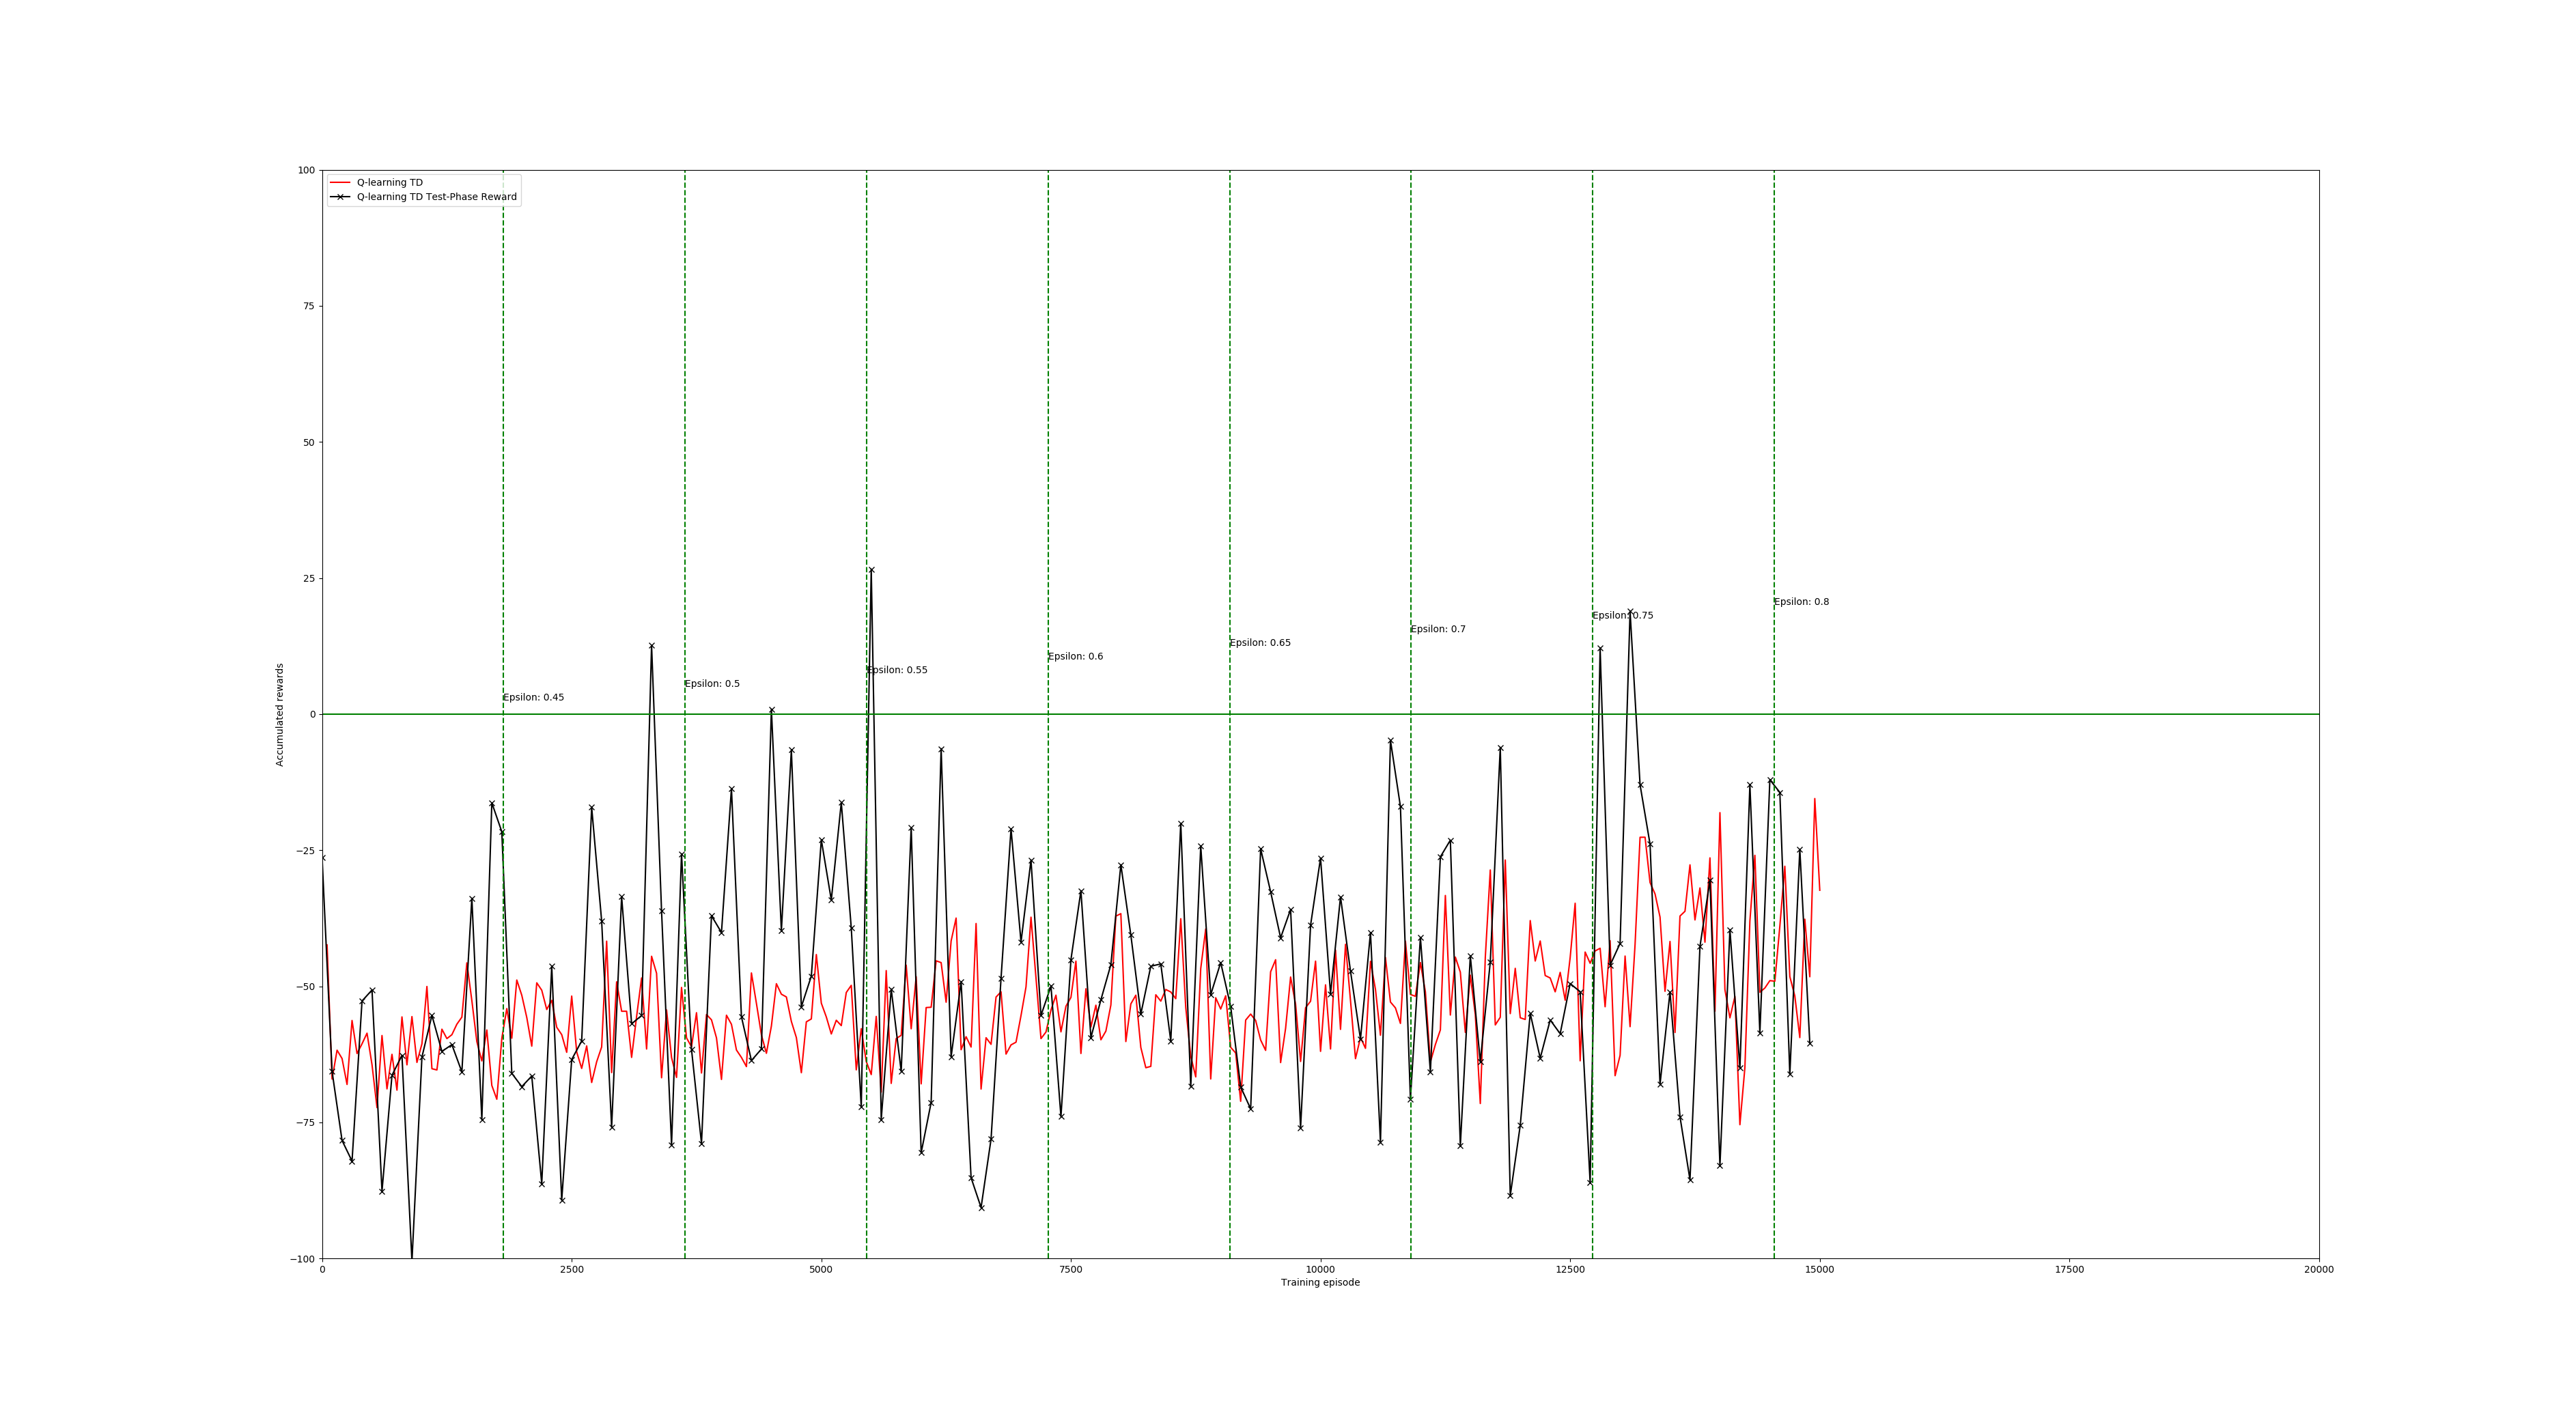 Q-learning TD
Q-learning TD Test-Phase Reward
100
75
50
25
0
−25
−50
−75
−100
Accumulated rewards
Epsilon: 0.45
Epsilon: 0.5
Epsilon: 0.55
Epsilon: 0.6
Epsilon: 0.65
Epsilon: 0.7
Epsilon: 0.75
Epsilon: 0.8
0
2500
5000
7500
10000
12500
15000
17500
20000
Training episode